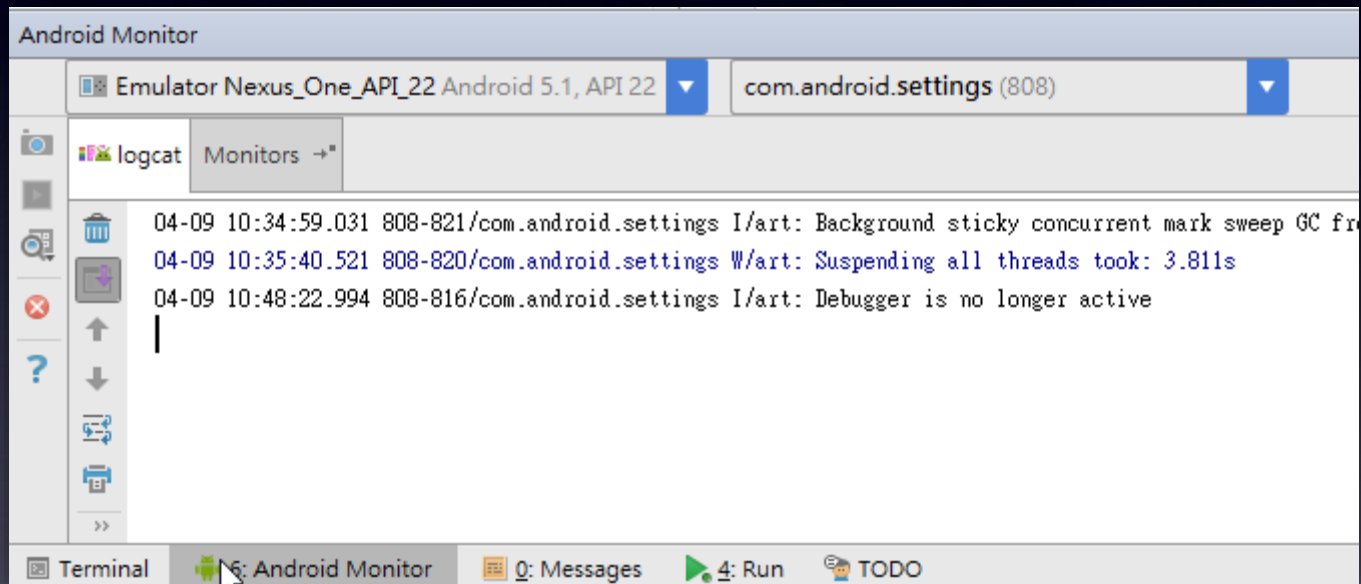 Android Monitor
Emulator Nexus_One_API_22 Android 5.1, API 22 com.android.settings (808)
logcat Monitors
04-09 10:34:59.031 808-821/com.android.settings I/art: Background sticky concurrent mark sweep GC
04-09 10:35:40.521 808-820/com.android.settings W/art: Suspending all threads took: 3.811s
04-09 10:48:22.994 808-816/com.android.settings I/art: Debugger is no longer active
Terminal 6: Android Monitor 0: Messages 4: Run TODO